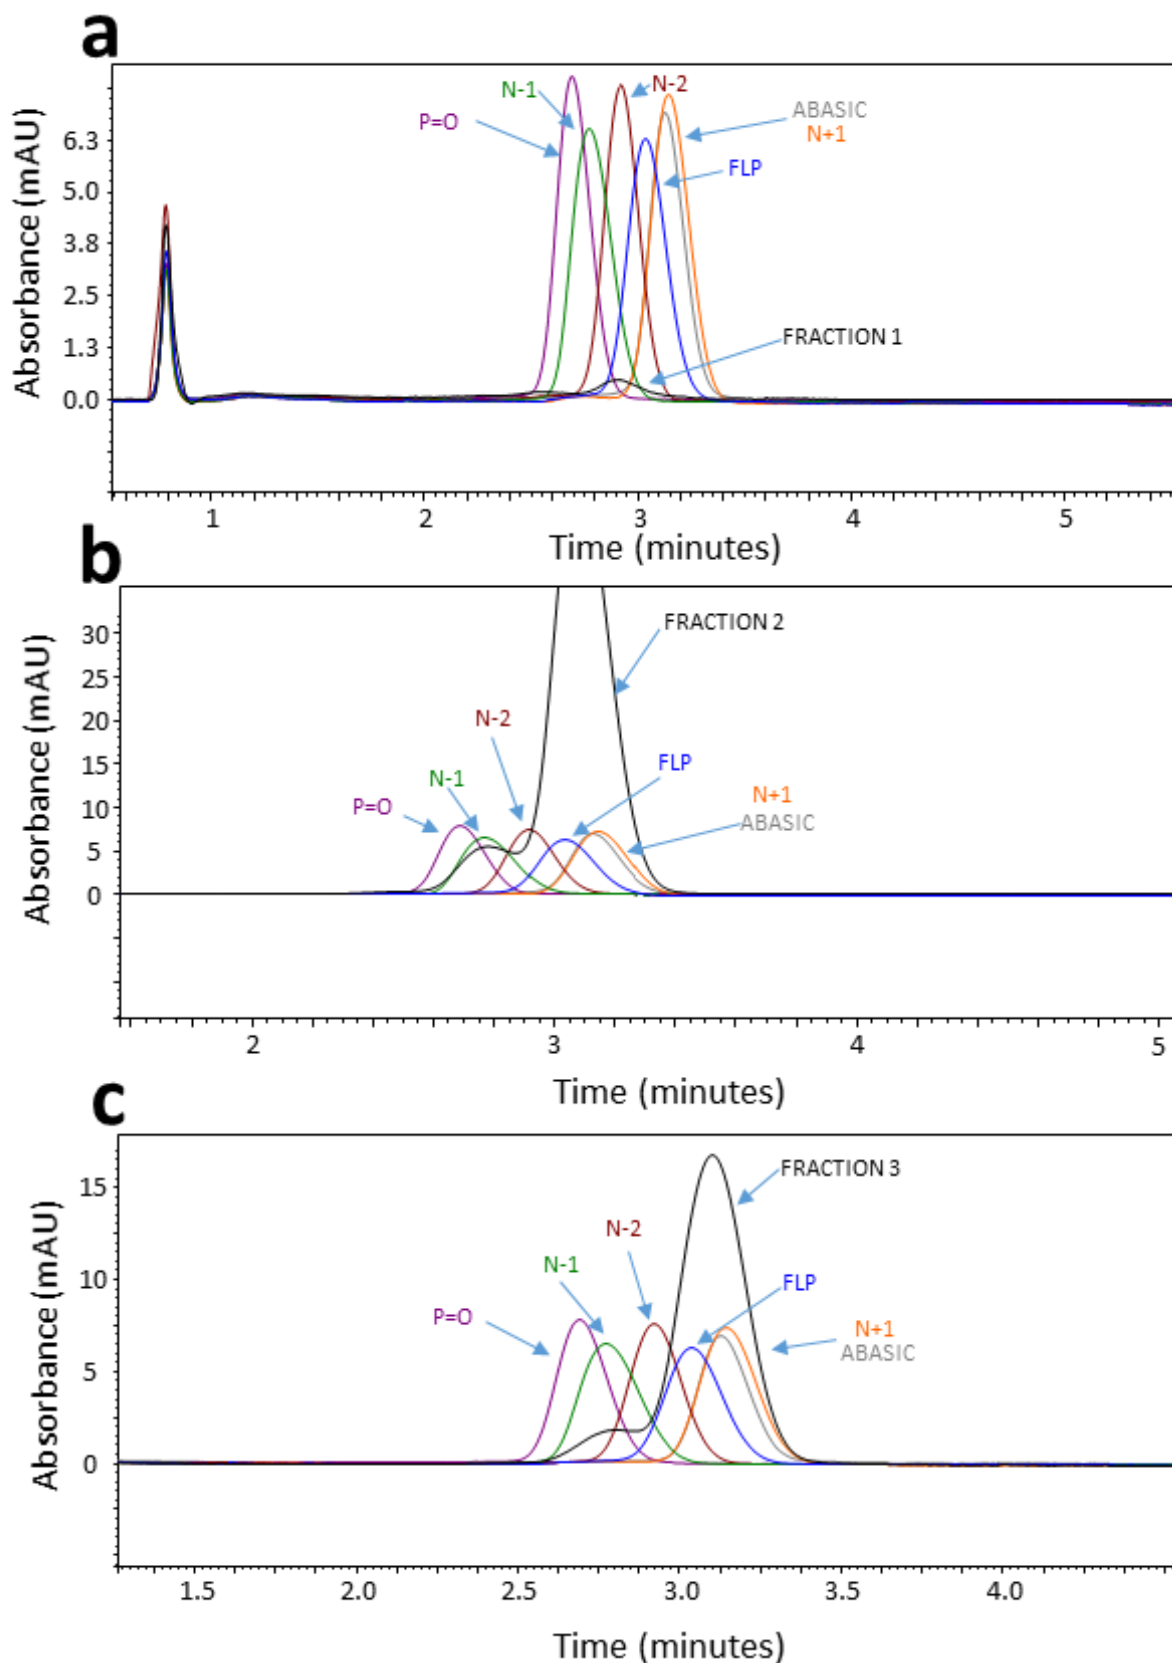 a
Absorbance (mAU)
6.3
5.0
3.8
2.5
1.3
0.0
P=O
N-1
N-2
ABASIC
N+1
FLP
FRACTION 1
1 2 3 4 5
Time (minutes)
b
Absorbance (mAU)
30
25
20
15
10
5
0
FRACTION 2
N-2
N-1
P=O
FLP
N+1
ABASIC
2 3 4 5
Time (minutes)
c
Absorbance (mAU)
15
10
5
0
FRACTION 3
N-2
N-1
P=O
FLP
N+1
ABASIC
1.5 2.0 2.5 3.0 3.5 4.0
Time (minutes)